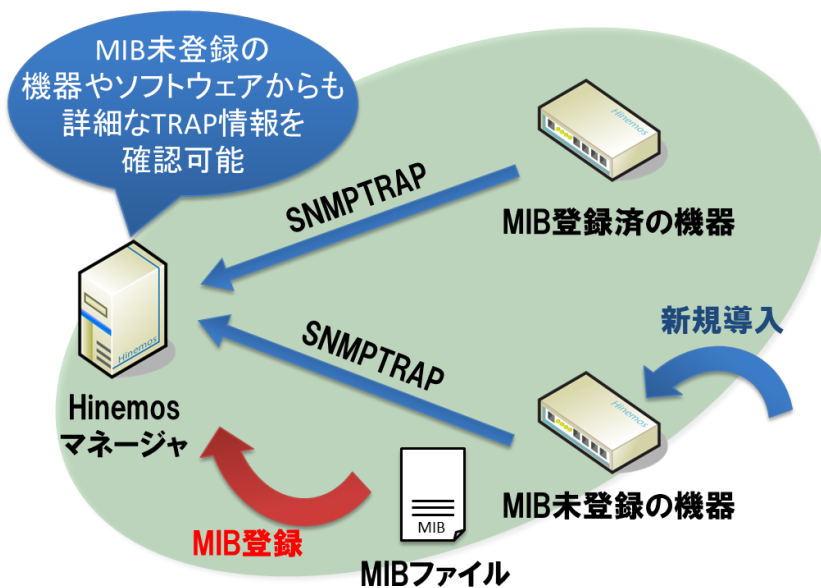 MIB未登録の
機器やソフトウェアからも
詳細なTRAP情報を
確認可能
Hinemos
SNMPTRAP
MIB登録済の機器
新規導入
SNMPTRAP
Hinemos
Hinemos
Hinemos
マネージャ
MIB未登録の機器
MIB
MIB登録
MIBファイル